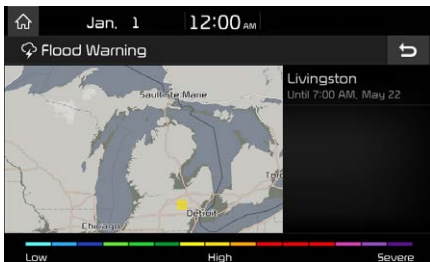 Jan. 1 12:00 AM
Flood Warning
Livingston
Until 7:00 AM, May 22
Sault Ste. Marie
Toro
Detroit
Chicago
Low High Severe